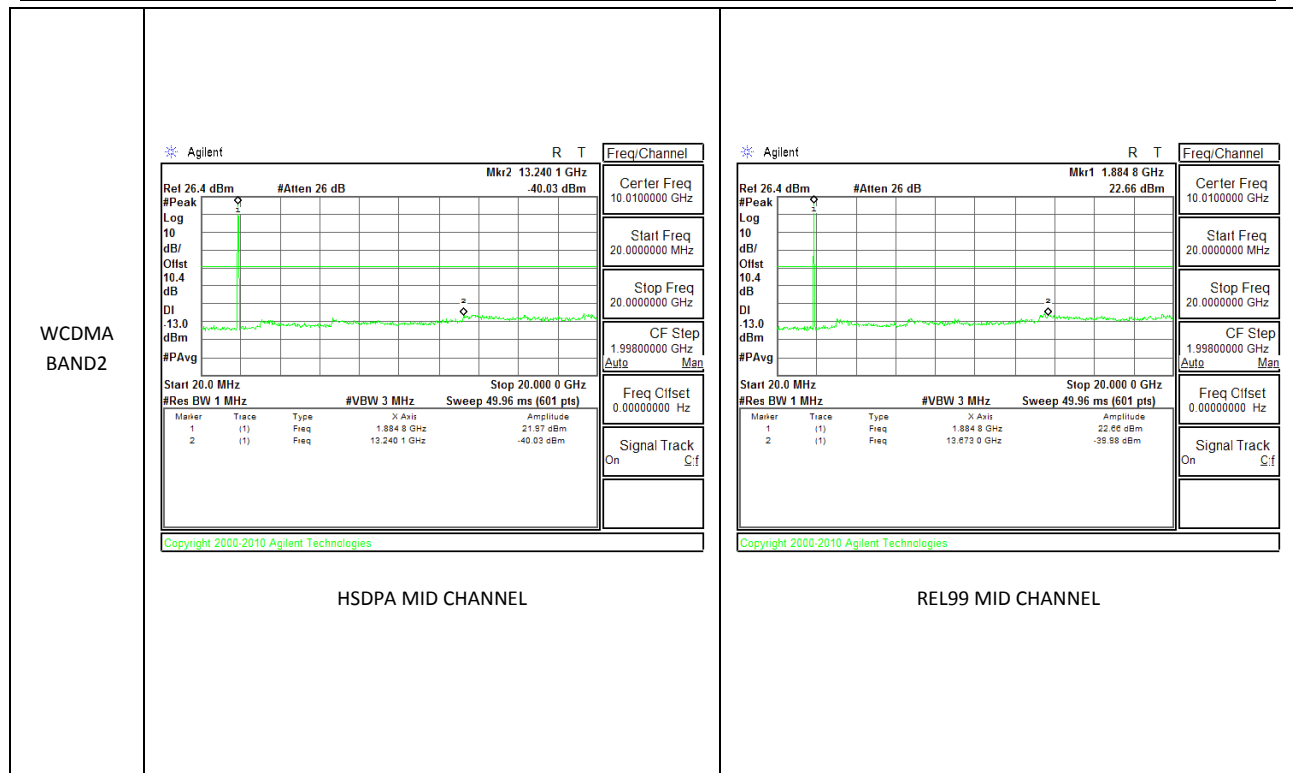 WCDMA
BAND2
Agilent R T
Mkr2 13.240 1 GHz
Ref 26.4 dBm #Atten 26 dB -40.03 dBm
#Peak
Log
10
dB/
Offst
10.4
dB
DI
-13.0
dBm
#PAvg
1
2
Start 20.0 MHz Stop 20.000 0 GHz
#Res BW 1 MHz #VBW 3 MHz Sweep 49.96 ms (601 pts)
Marker Trace Type X Axis Amplitude
1 (1) Freq 1.884 8 GHz 21.97 dBm
2 (1) Freq 13.240 1 GHz -40.03 dBm
Freq/Channel
Center Freq
10.0100000 GHz
Start Freq
20.0000000 MHz
Stop Freq
20.0000000 GHz
CF Step
1.99800000 GHz
Auto Man
Freq Offset
0.00000000 Hz
Signal Track
On Off
Copyright 2000-2010 Agilent Technologies
HSDPA MID CHANNEL
Agilent R T
Mkr1 1.884 8 GHz
Ref 26.4 dBm #Atten 26 dB 22.66 dBm
#Peak
Log
10
dB/
Offst
10.4
dB
DI
-13.0
dBm
#PAvg
1
2
Start 20.0 MHz Stop 20.000 0 GHz
#Res BW 1 MHz #VBW 3 MHz Sweep 49.96 ms (601 pts)
Marker Trace Type X Axis Amplitude
1 (1) Freq 1.884 8 GHz 22.66 dBm
2 (1) Freq 13.673 0 GHz -39.98 dBm
Freq/Channel
Center Freq
10.0100000 GHz
Start Freq
20.0000000 MHz
Stop Freq
20.0000000 GHz
CF Step
1.99800000 GHz
Auto Man
Freq Offset
0.00000000 Hz
Signal Track
On Off
Copyright 2000-2010 Agilent Technologies
REL99 MID CHANNEL